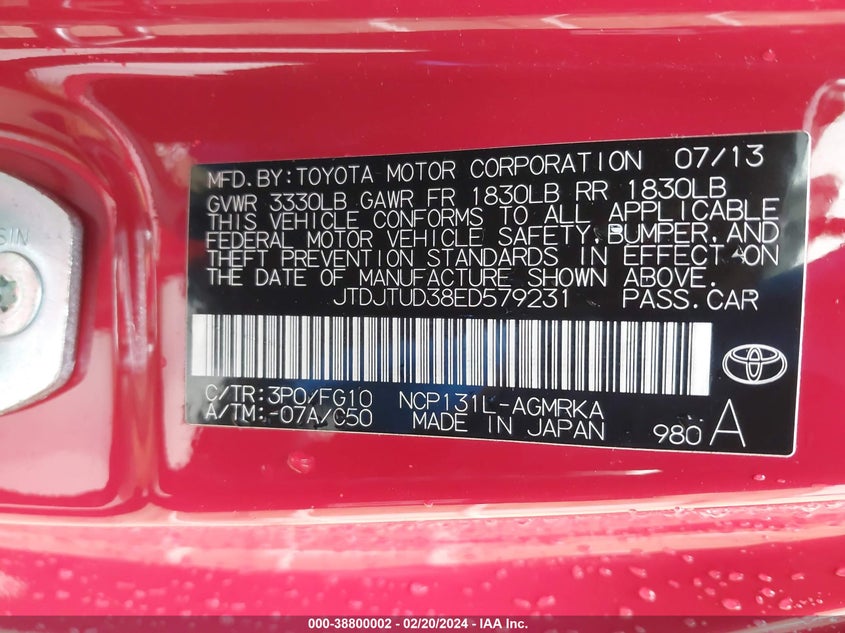 SIN
MFD.BY:TOYOTA MOTOR CORPORATION 07/13
GVWR 3330LB GAWR FR 1830LB RR 1830LB
THIS VEHICLE CONFORMS TO ALL APPLICABLE
FEDERAL MOTOR VEHICLE SAFETY,BUMPER,AND
THEFT PREVENTION STANDARDS IN EFFECT ON
THE DATE OF MANUFACTURE SHOWN ABOVE.
JTDJTUD38ED579231 PASS.CAR
C/TR:3P0/FG10 NCP131L-AGMRKA
A/TM:-07A/C50 MADE IN JAPAN 980 A
000-38800002 - 02/20/2024 - IAA Inc.